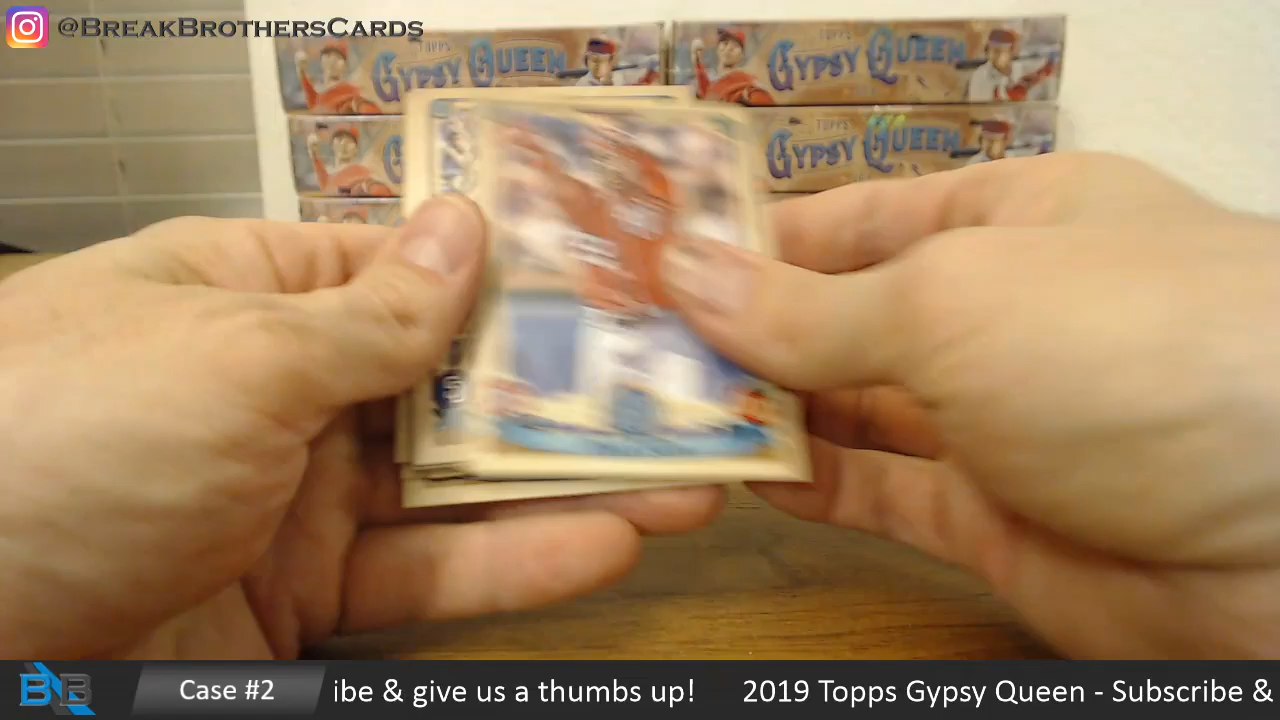 @BREAKBROTHERSCARDS
TOPPS
GYPSY QUEEN
GYPSY QUEEN
TOPPS
GYPSY QUEEN
BNB
Case #2
ibe & give us a thumbs up!
2019 Topps Gypsy Queen - Subscribe &